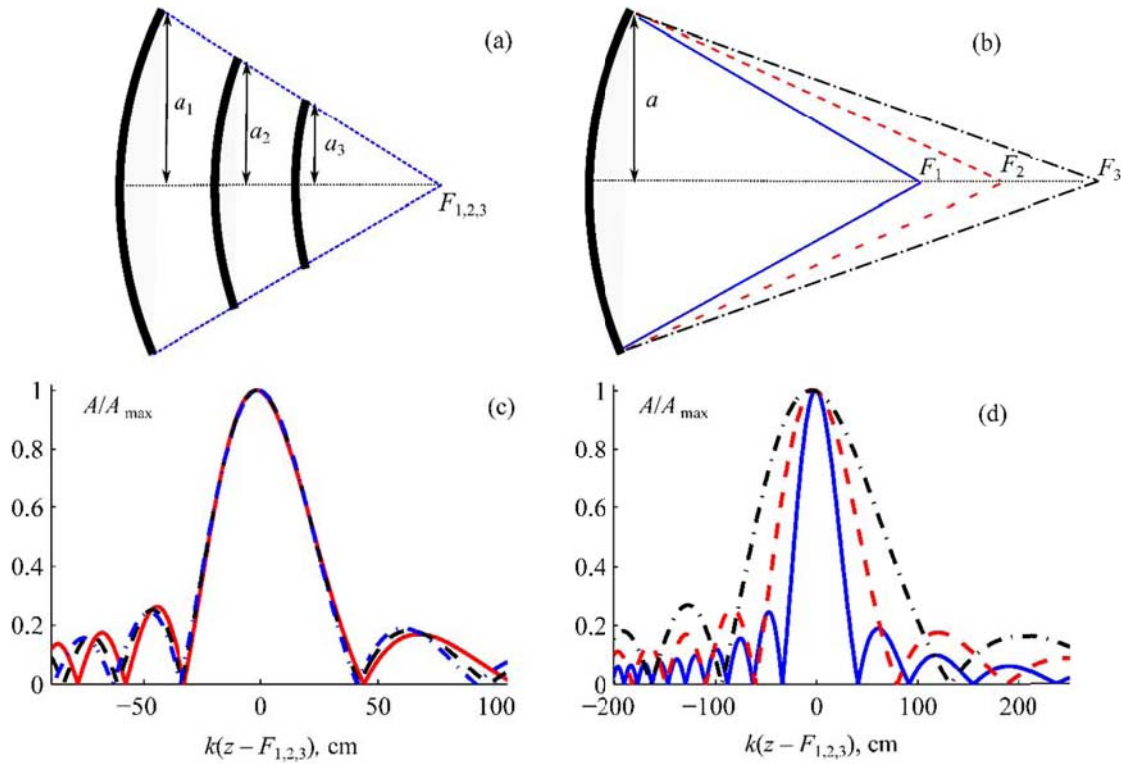 (a)
a₁
a₂
a₃
F₁,₂,₃
(b)
a
F₁
F₂
F₃
A/A max
(c)
1
0.8
0.6
0.4
0.2
0
−50
0
50
100
k(z − F₁,₂,₃), cm
A/A max
(d)
1
0.8
0.6
0.4
0.2
0
−200
−100
0
100
200
k(z − F₁,₂,₃), cm